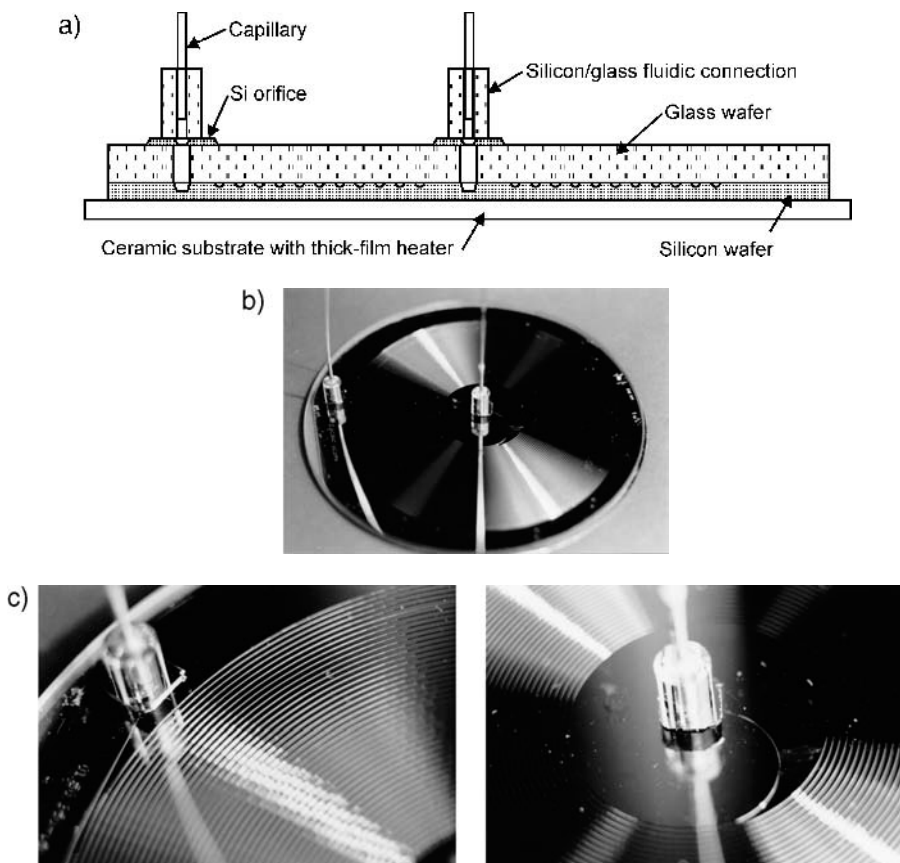 a)
Capillary
Silicon/glass fluidic connection
Si orifice
Glass wafer
Ceramic substrate with thick-film heater
Silicon wafer
b)
c)